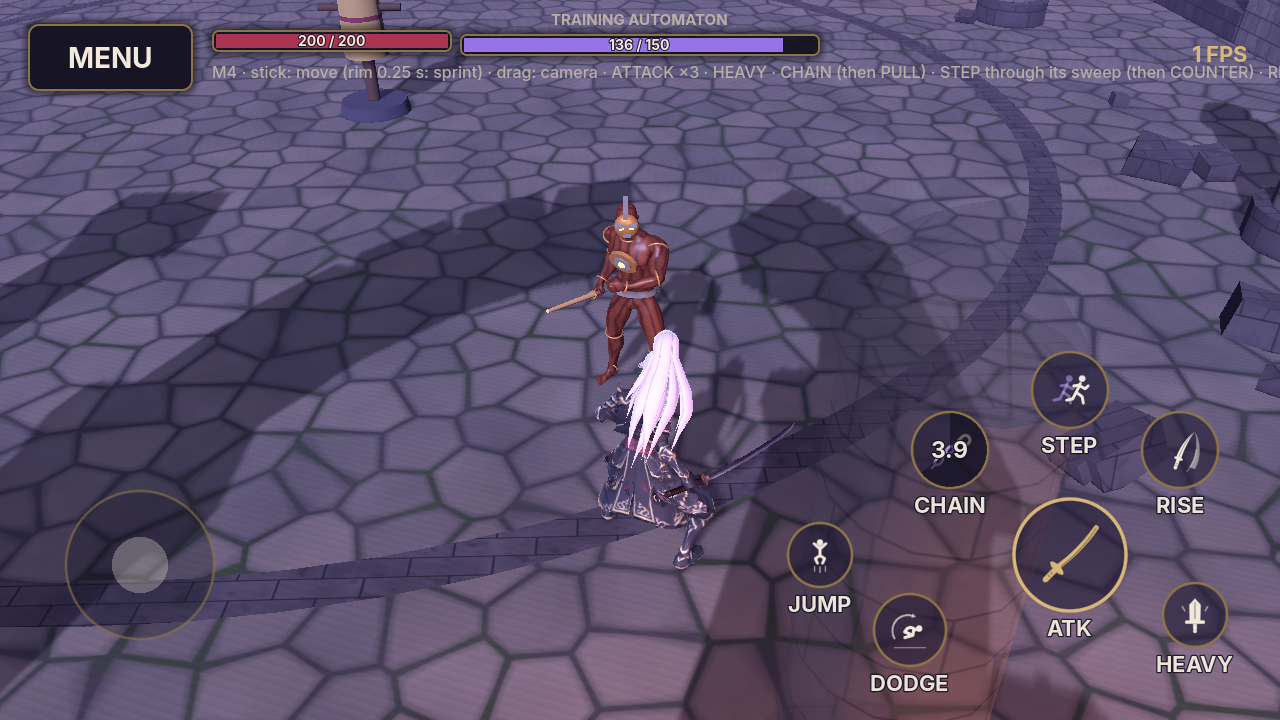 TRAINING AUTOMATON
MENU
200 / 200
136 / 150
1 FPS
M4 · stick: move (rim 0.25 s: sprint) · drag: camera · ATTACK ×3 · HEAVY · CHAIN (then PULL) · STEP through its sweep (then COUNTER) ·
STEP
3.9
CHAIN
RISE
JUMP
ATK
DODGE
HEAVY